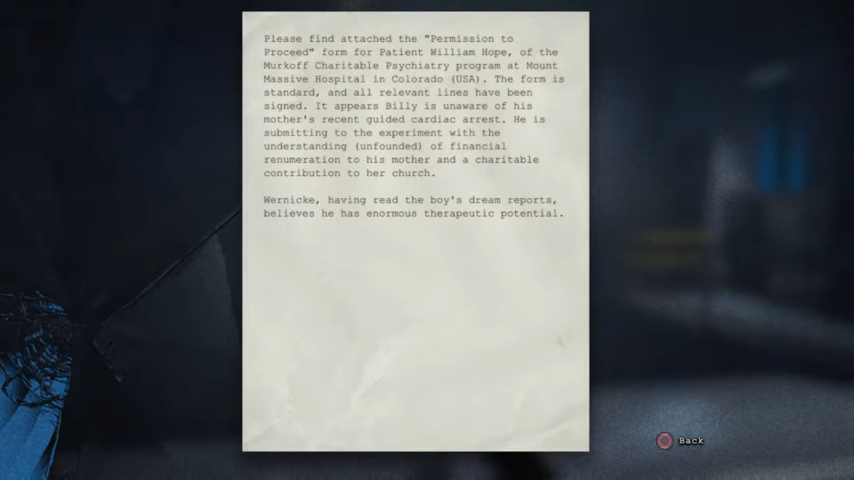 Please find attached the "Permission to
Proceed" form for Patient William Hope, of the
Murkoff Charitable Psychiatry program at Mount
Massive Hospital in Colorado (USA). The form is
standard, and all relevant lines have been
signed. It appears Billy is unaware of his
mother's recent guided cardiac arrest. He is
submitting to the experiment with the
understanding (unfounded) of financial
renumeration to his mother and a charitable
contribution to her church.
Wernicke, having read the boy's dream reports,
believes he has enormous therapeutic potential.
Back